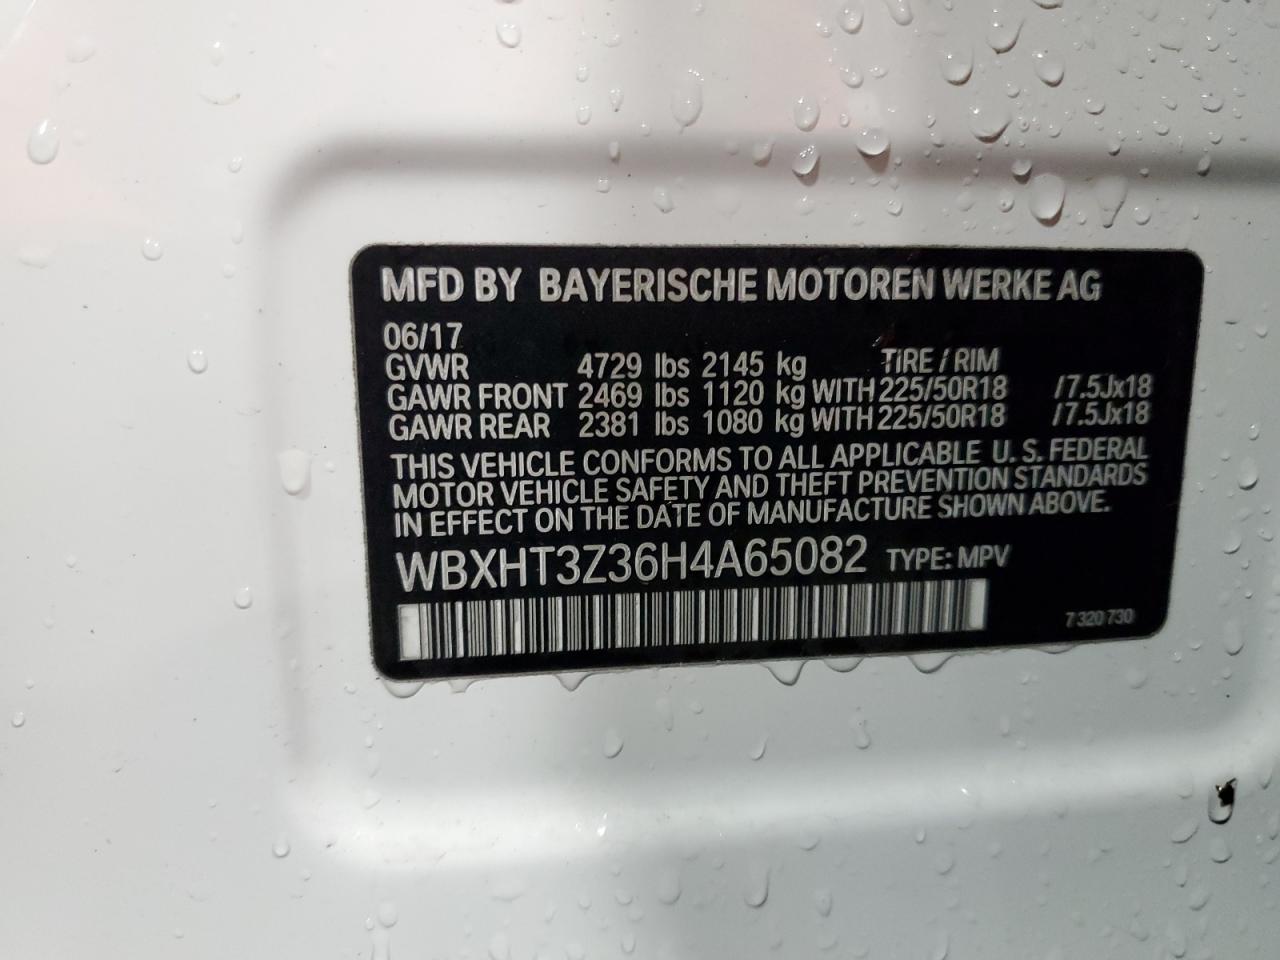 MFD BY BAYERISCHE MOTOREN WERKE AG
06/17
GVWR 4729 lbs 2145 kg TIRE / RIM
GAWR FRONT 2469 lbs 1120 kg WITH 225/50R18 /7.5Jx18
GAWR REAR 2381 lbs 1080 kg WITH 225/50R18 /7.5Jx18
THIS VEHICLE CONFORMS TO ALL APPLICABLE U. S. FEDERAL
MOTOR VEHICLE SAFETY AND THEFT PREVENTION STANDARDS
IN EFFECT ON THE DATE OF MANUFACTURE SHOWN ABOVE.
WBXHT3Z36H4A65082 TYPE: MPV
7 320 730